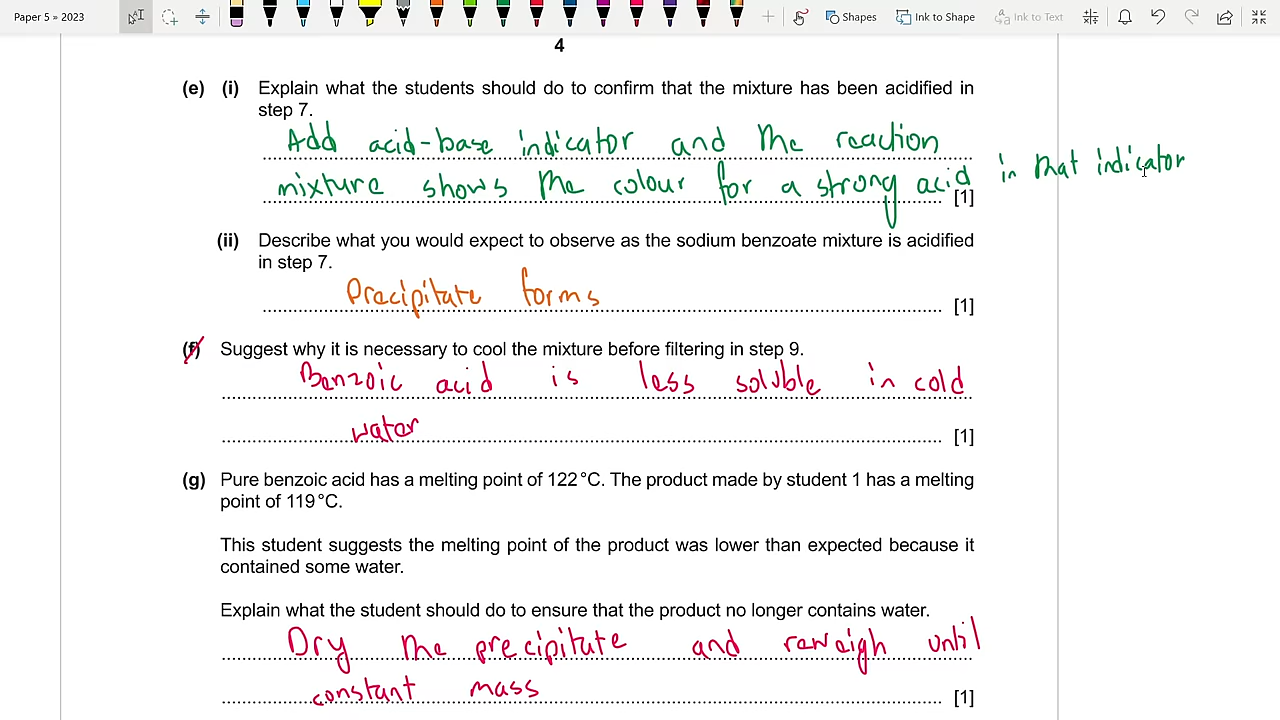 Paper 5 » 2023
Shapes
Ink to Shape
Ink to Text
4
(e) (i) Explain what the students should do to confirm that the mixture has been acidified in
step 7.
Add acid-base indicator and the reaction
mixture shows the colour for a strong acid in that indicator
[1]
(ii) Describe what you would expect to observe as the sodium benzoate mixture is acidified
in step 7.
Precipitate forms
[1]
(f) Suggest why it is necessary to cool the mixture before filtering in step 9.
Benzoic acid is less soluble in cold
water
[1]
(g) Pure benzoic acid has a melting point of 122°C. The product made by student 1 has a melting
point of 119°C.
This student suggests the melting point of the product was lower than expected because it
contained some water.
Explain what the student should do to ensure that the product no longer contains water.
Dry the precipitate and reweigh until
constant mass
[1]